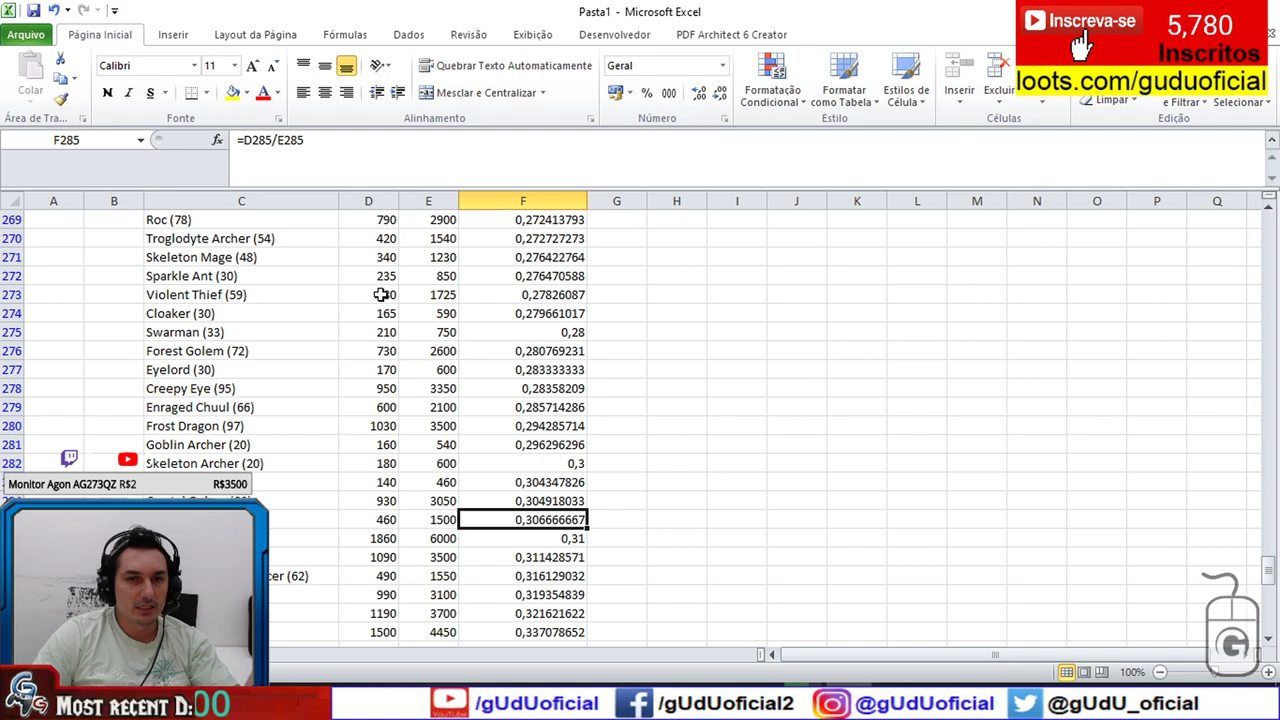 Pasta1 - Microsoft Excel
Arquivo Página Inicial Inserir Layout da Página Fórmulas Dados Revisão Exibição Desenvolvedor PDF Architect 6 Creator
Inscreva-se 5,780
Inscritos
loots.com/guduoficial
Colar
Calibri 11
Quebrar Texto Automaticamente
Geral
N I S
Mesclar e Centralizar
% 000
Formatação Condicional
Formatar como Tabela
Estilos de Célula
Inserir
Excluir
Limpar
e Filtrar Selecionar
Área de Tra... Fonte Alinhamento Número Estilo Células Edição
F285 fx =D285/E285
A B C D E F G H I J K L M N O P Q
269 Roc (78) 790 2900 0,272413793
270 Troglodyte Archer (54) 420 1540 0,272727273
271 Skeleton Mage (48) 340 1230 0,276422764
272 Sparkle Ant (30) 235 850 0,276470588
273 Violent Thief (59) 1725 0,27826087
274 Cloaker (30) 165 590 0,279661017
275 Swarman (33) 210 750 0,28
276 Forest Golem (72) 730 2600 0,280769231
277 Eyelord (30) 170 600 0,283333333
278 Creepy Eye (95) 950 3350 0,28358209
279 Enraged Chuul (66) 600 2100 0,285714286
280 Frost Dragon (97) 1030 3500 0,294285714
281 Goblin Archer (20) 160 540 0,296296296
282 Skeleton Archer (20) 180 600 0,3
Monitor Agon AG273QZ R$2 R$3500
140 460 0,304347826
930 3050 0,304918033
460 1500 0,306666667
1860 6000 0,31
1090 3500 0,311428571
cer (62) 490 1550 0,316129032
990 3100 0,319354839
1190 3700 0,321621622
1500 4450 0,337078652
G
100%
Most recent D: 00
YouTube /gUdUoficial /gUdUoficial2 @gUdUoficial @gUdU_oficial